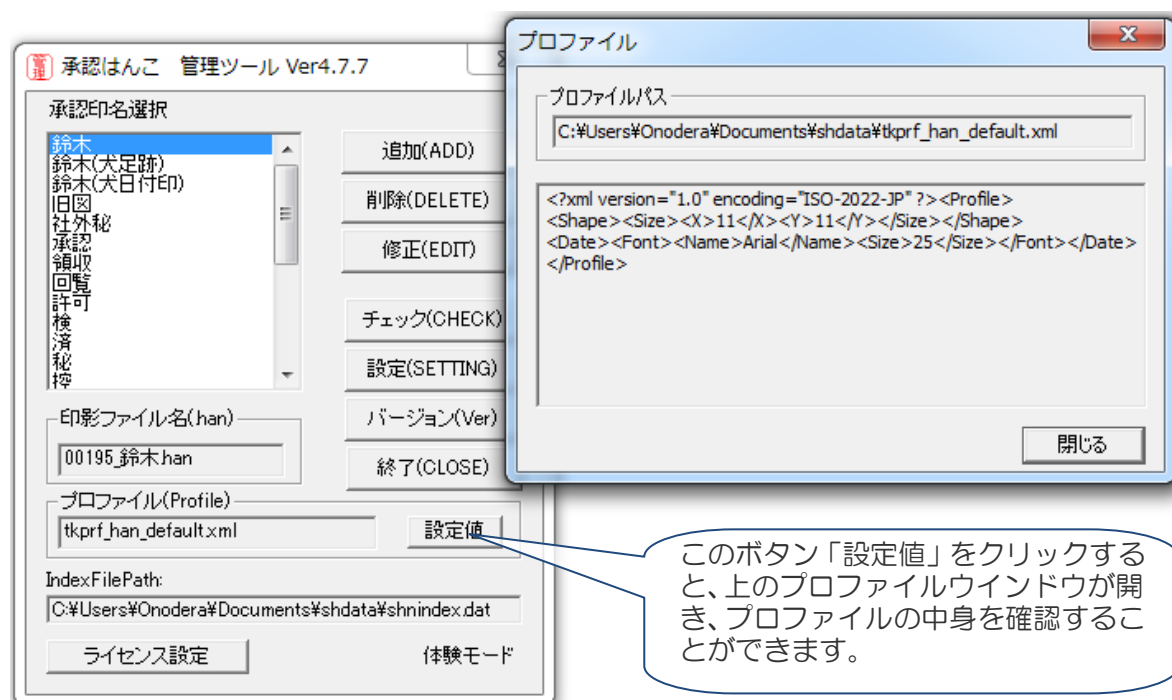 承認はんこ　管理ツール Ver4.7.7
承認印名選択
鈴木
鈴木(犬足跡)
鈴木(犬日付印)
旧図
社外秘
承認
領収
回覧
許可
検
済
秘
控
追加(ADD)
削除(DELETE)
修正(EDIT)
チェック(CHECK)
設定(SETTING)
バージョン(Ver)
終了(CLOSE)
印影ファイル名(.han)
00195_鈴木.han
プロファイル(Profile)
tkprf_han_default.xml
設定値
IndexFilePath:
C:¥Users¥Onodera¥Documents¥shdata¥shnindex.dat
ライセンス設定
体験モード
プロファイル
プロファイルパス
C:¥Users¥Onodera¥Documents¥shdata¥tkprf_han_default.xml
<?xml version="1.0" encoding="ISO-2022-JP" ?><Profile>
<Shape><Size><X>11</X><Y>11</Y></Size></Shape>
<Date><Font><Name>Arial</Name><Size>25</Size></Font></Date>
</Profile>
閉じる
このボタン「設定値」をクリックする
と、上のプロファイルウインドウが開
き、プロファイルの中身を確認するこ
とができます。